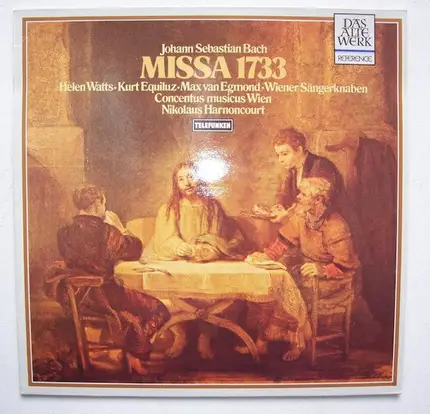 Johann Sebastian Bach
MISSA 1733
Helen Watts · Kurt Equiluz · Max van Egmond · Wiener Sängerknaben
Concentus musicus Wien
Nikolaus Harnoncourt
TELEFUNKEN
DAS
ALTE
WERK
REFERENCE